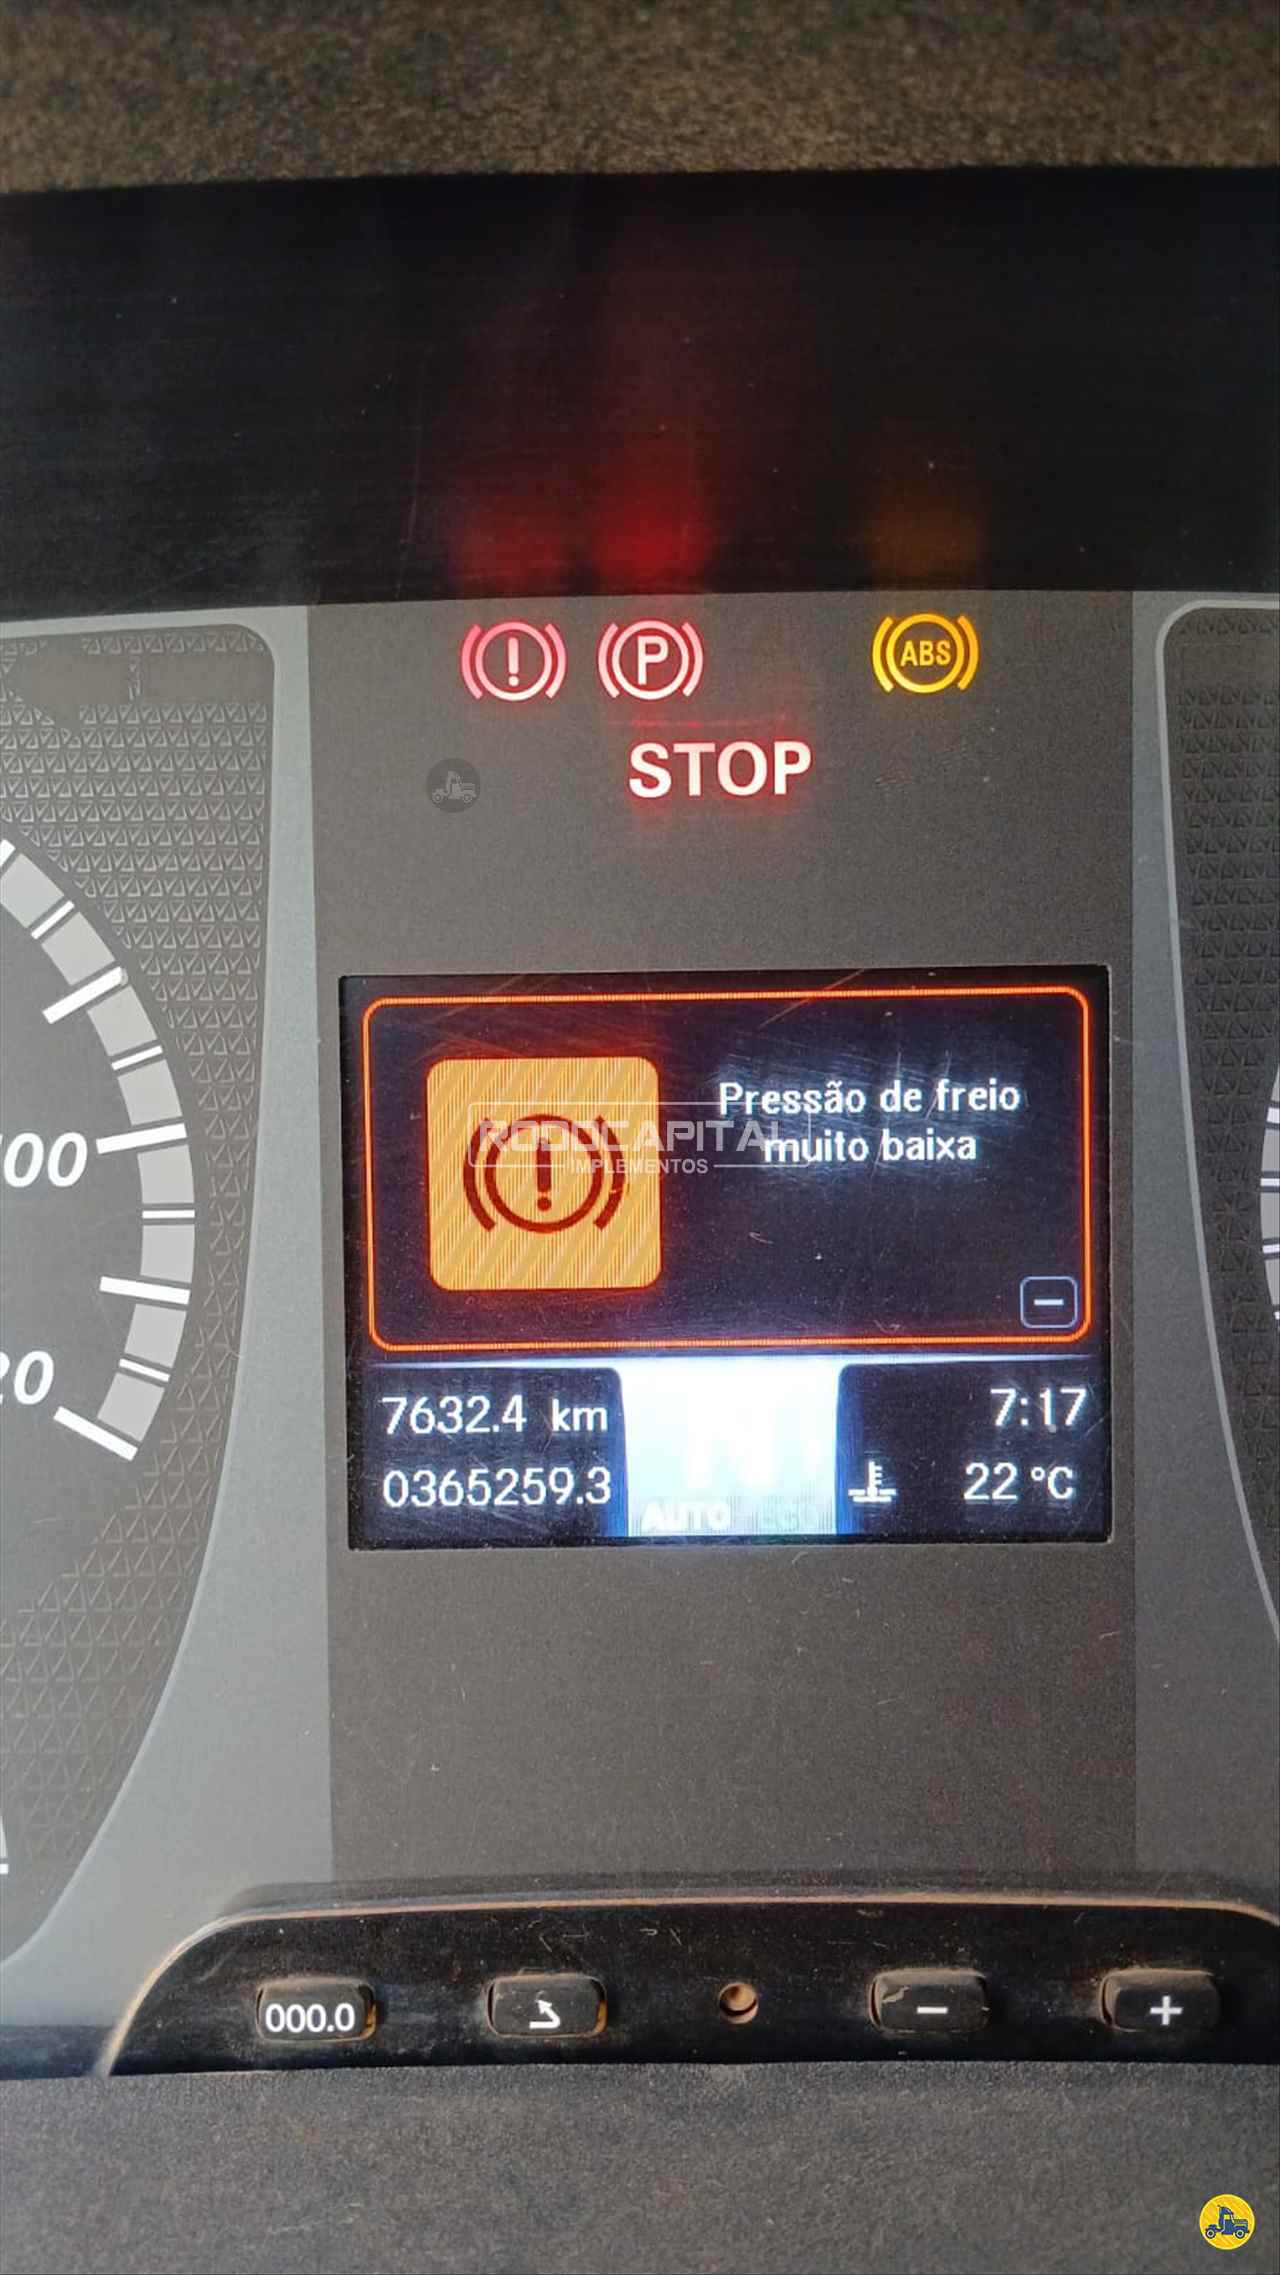 ABS
STOP
Pressão de freio
muito baixa
RODOCAPITAL
IMPLEMENTOS
7632.4 km
7:17
0365259.3
22 °C
N
AUTO ECO
000.0
P